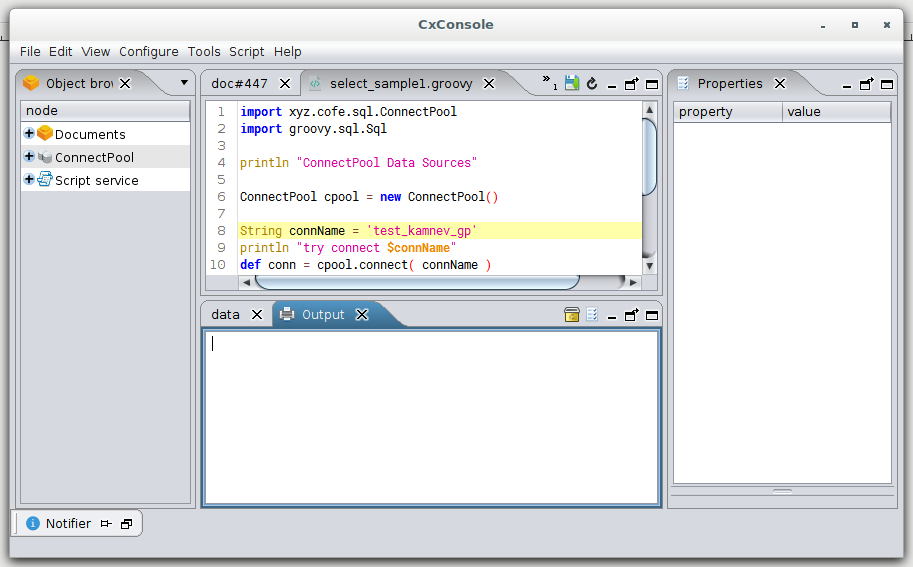 CxConsole
File Edit View Configure Tools Script Help
Object bro
node
Documents
ConnectPool
Script service
doc#447 select_sample1.groovy
»1
1 import xyz.cofe.sql.ConnectPool
2 import groovy.sql.Sql
3
4 println "ConnectPool Data Sources"
5
6 ConnectPool cpool = new ConnectPool()
7
8 String connName = 'test_kamnev_gp'
9 println "try connect $connName"
10 def conn = cpool.connect( connName )
data Output
Properties
property value
Notifier